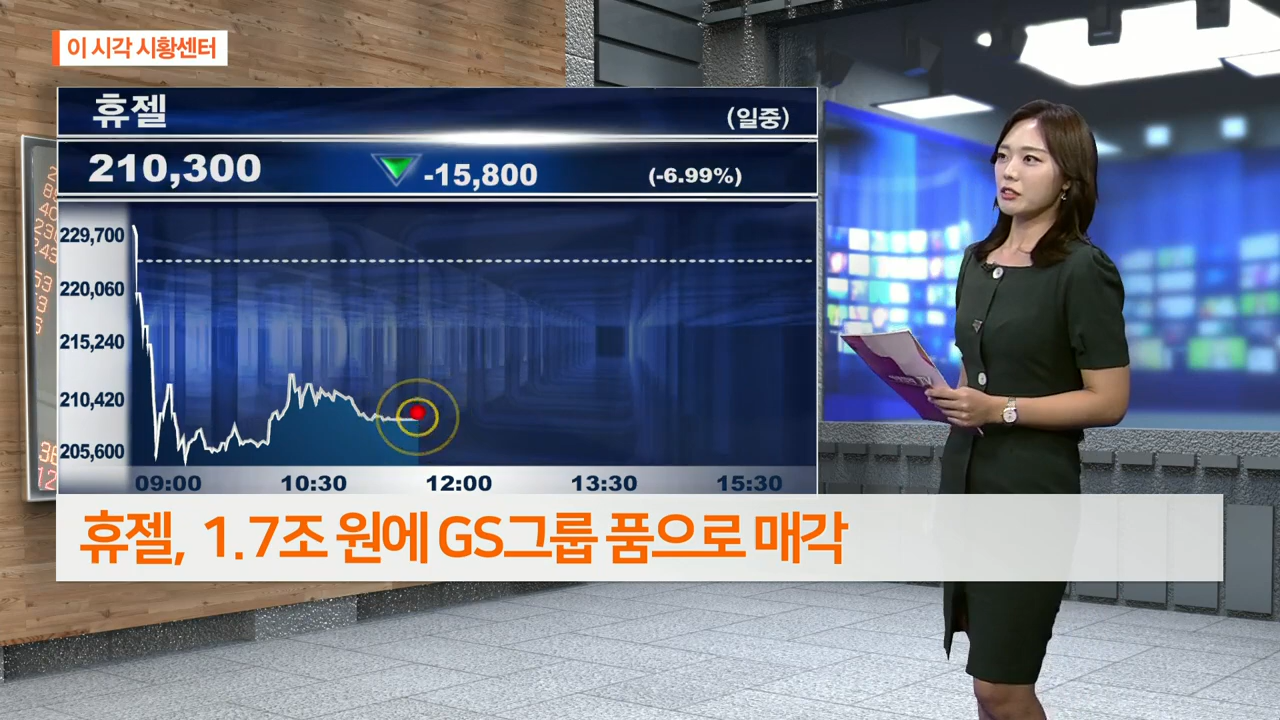 이 시각 시황센터
휴젤
(일중)
210,300 ▼ -15,800 (-6.99%)
229,700
220,060
215,240
210,420
205,600
09:00 10:30 12:00 13:30 15:30
휴젤, 1.7조 원에 GS그룹 품으로 매각